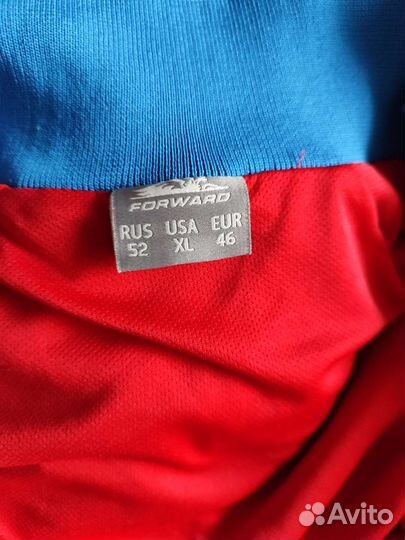 FORWARD
RUS USA EUR
52 XL 46
Avito